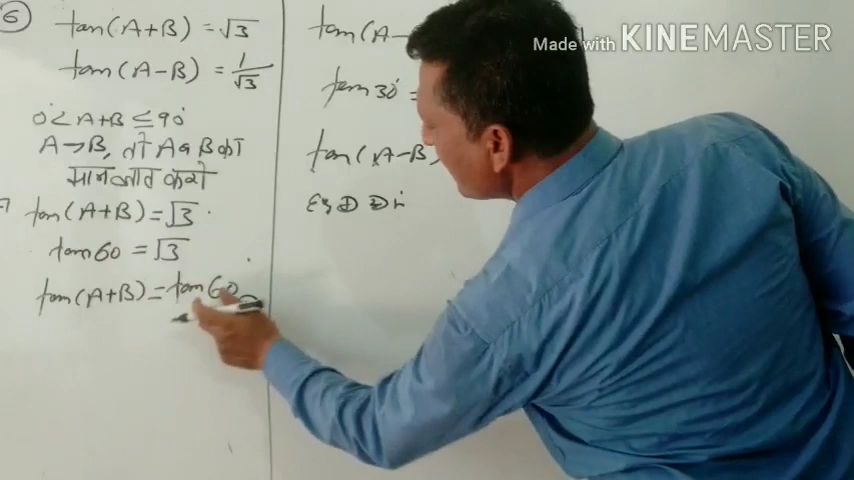 6
tan(A+B) = √3
tan(A-B) = 1/√3
0° < A+B ≤ 90°
A > B, तो A व B का
मान ज्ञात करो
tan(A+B) = √3
tan 60 = √3
tan(A+B) = tan 60
tan(A-
tan 30° =
tan(A-B)
Made with KINEMASTER